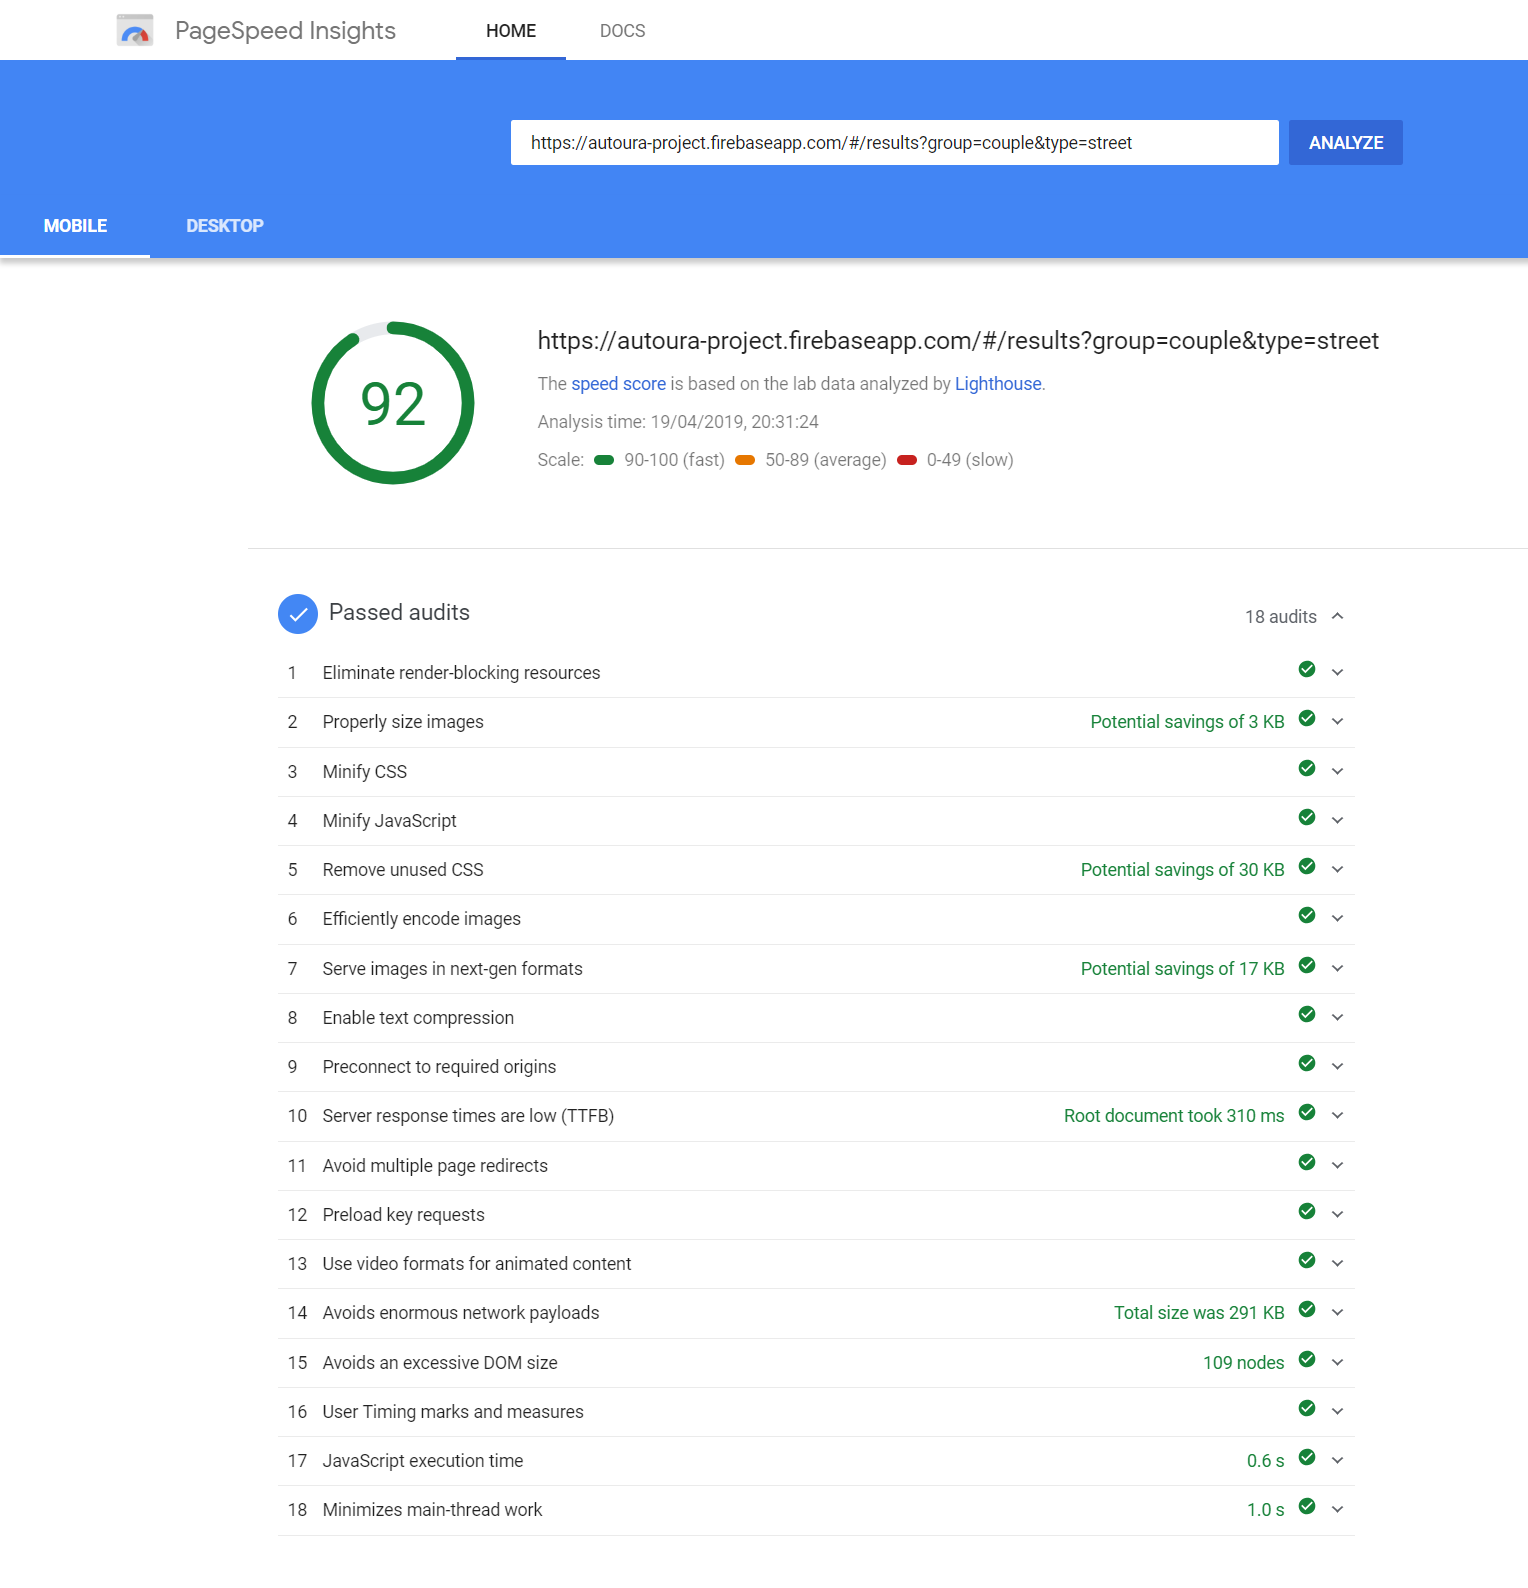 PageSpeed Insights HOME DOCS
https://autoura-project.firebaseapp.com/#/results?group=couple&type=street ANALYZE
MOBILE DESKTOP
92
https://autoura-project.firebaseapp.com/#/results?group=couple&type=street
The speed score is based on the lab data analyzed by Lighthouse.
Analysis time: 19/04/2019, 20:31:24
Scale: 90-100 (fast) 50-89 (average) 0-49 (slow)
Passed audits 18 audits
1 Eliminate render-blocking resources
2 Properly size images Potential savings of 3 KB
3 Minify CSS
4 Minify JavaScript
5 Remove unused CSS Potential savings of 30 KB
6 Efficiently encode images
7 Serve images in next-gen formats Potential savings of 17 KB
8 Enable text compression
9 Preconnect to required origins
10 Server response times are low (TTFB) Root document took 310 ms
11 Avoid multiple page redirects
12 Preload key requests
13 Use video formats for animated content
14 Avoids enormous network payloads Total size was 291 KB
15 Avoids an excessive DOM size 109 nodes
16 User Timing marks and measures
17 JavaScript execution time 0.6 s
18 Minimizes main-thread work 1.0 s